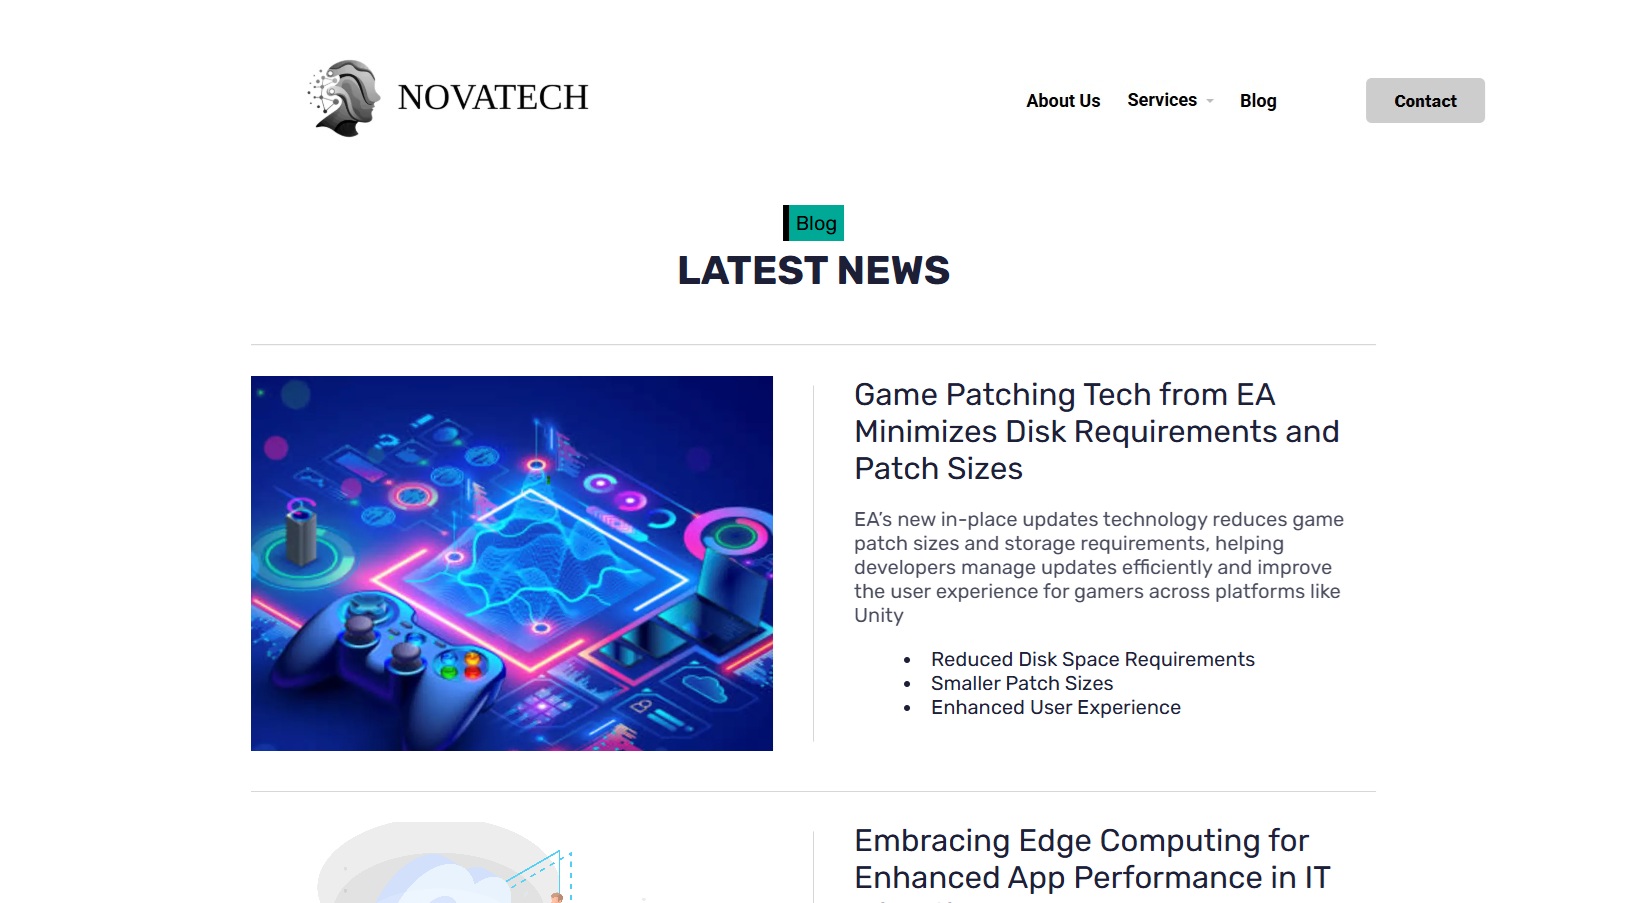 NOVATECH
About Us
Services
Blog
Contact
Blog
LATEST NEWS
Game Patching Tech from EA
Minimizes Disk Requirements and
Patch Sizes
EA’s new in-place updates technology reduces game
patch sizes and storage requirements, helping
developers manage updates efficiently and improve
the user experience for gamers across platforms like
Unity
• Reduced Disk Space Requirements
• Smaller Patch Sizes
• Enhanced User Experience
Embracing Edge Computing for
Enhanced App Performance in IT